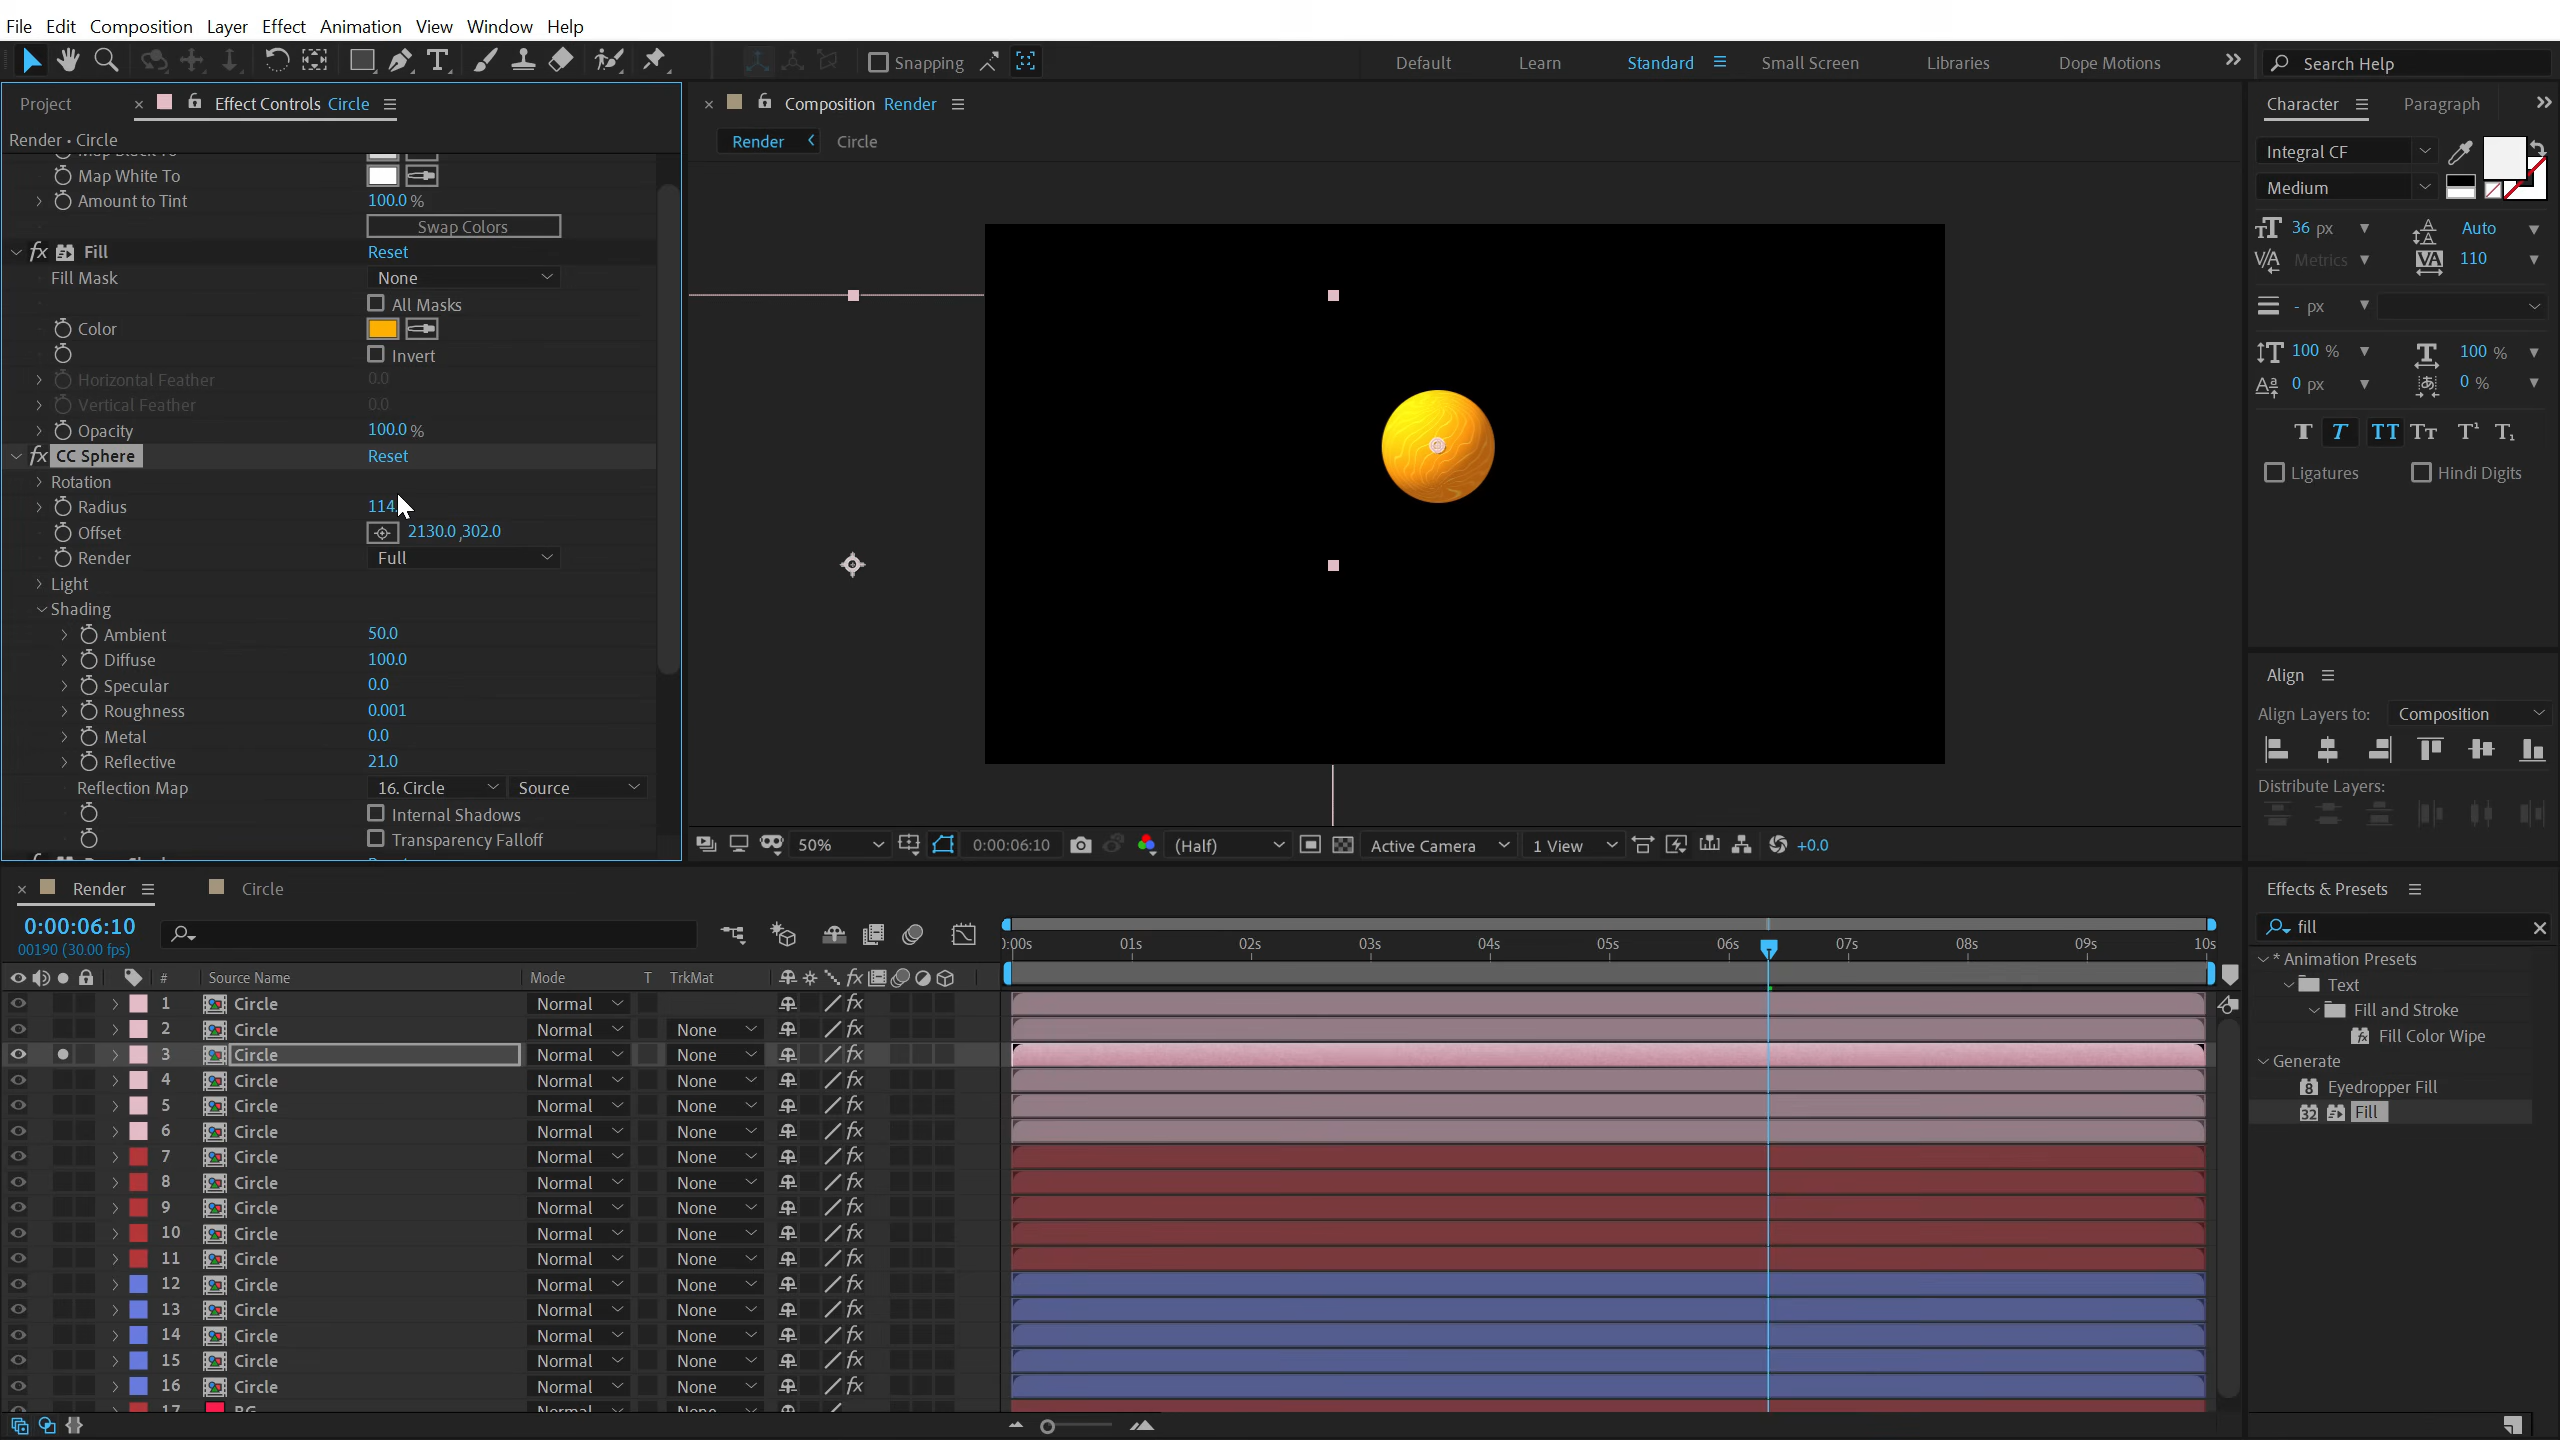 File Edit Composition Layer Effect Animation View Window Help
Snapping Default Learn Standard Small Screen Libraries Dope Motions Search Help
Project Effect Controls Circle
Render • Circle
Map White To
Amount to Tint 100.0 %
Swap Colors
fx Fill Reset
Fill Mask None
All Masks
Color
Invert
Horizontal Feather 0.0
Vertical Feather 0.0
Opacity 100.0 %
fx CC Sphere Reset
Rotation
Radius 114.
Offset 2130.0 ,302.0
Render Full
Light
Shading
Ambient 50.0
Diffuse 100.0
Specular 0.0
Roughness 0.001
Metal 0.0
Reflective 21.0
Reflection Map 16. Circle Source
Internal Shadows
Transparency Falloff
Composition Render
Render Circle
50% 0:00:06:10 (Half) Active Camera 1 View +0.0
Character Paragraph
Integral CF
Medium
36 px Auto
Metrics 110
- px
100 % 100 %
0 px 0 %
T T TT Tt T¹ T₁
Ligatures Hindi Digits
Align
Align Layers to: Composition
Distribute Layers:
Effects & Presets
fill
* Animation Presets
Text
Fill and Stroke
Fill Color Wipe
Generate
8 Eyedropper Fill
32 Fill
Render Circle
0:00:06:10
00190 (30.00 fps)
):00s 01s 02s 03s 04s 05s 06s 07s 08s 09s 10s
# Source Name Mode T TrkMat
1 Circle Normal
2 Circle Normal None
3 Circle Normal None
4 Circle Normal None
5 Circle Normal None
6 Circle Normal None
7 Circle Normal None
8 Circle Normal None
9 Circle Normal None
10 Circle Normal None
11 Circle Normal None
12 Circle Normal None
13 Circle Normal None
14 Circle Normal None
15 Circle Normal None
16 Circle Normal None
17 BG Normal None